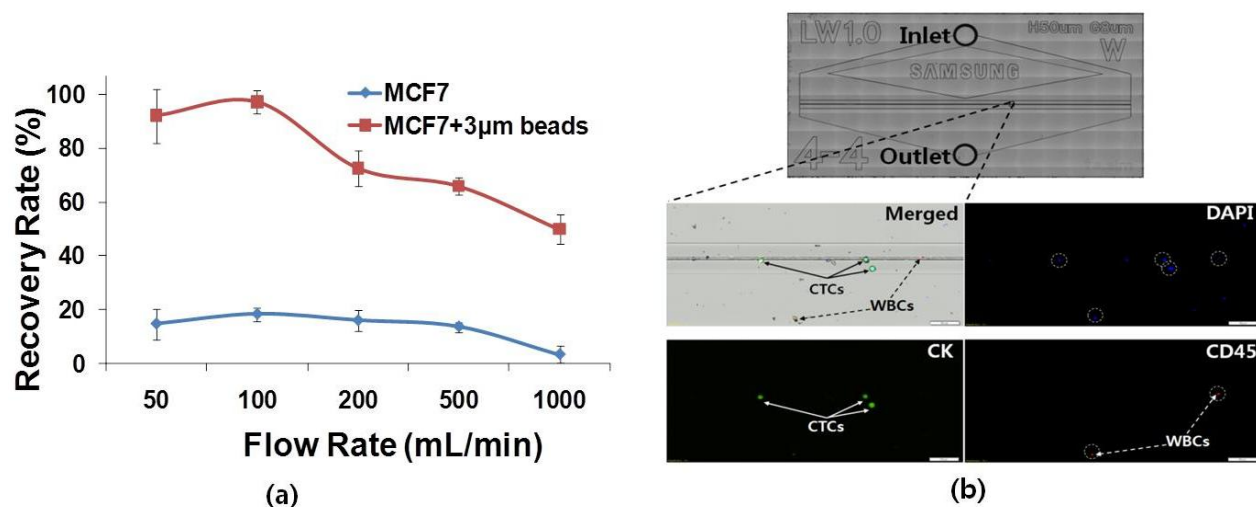 Recovery Rate (%)
100
80
60
40
20
0
MCF7
MCF7+3µm beads
50 100 200 500 1000
Flow Rate (mL/min)
(a)
LW1.0 Inlet H50um G8um
W
SAMSUNG
4-4 Outlet
Merged
CTCs
WBCs
DAPI
CK
CTCs
CD45
WBCs
(b)